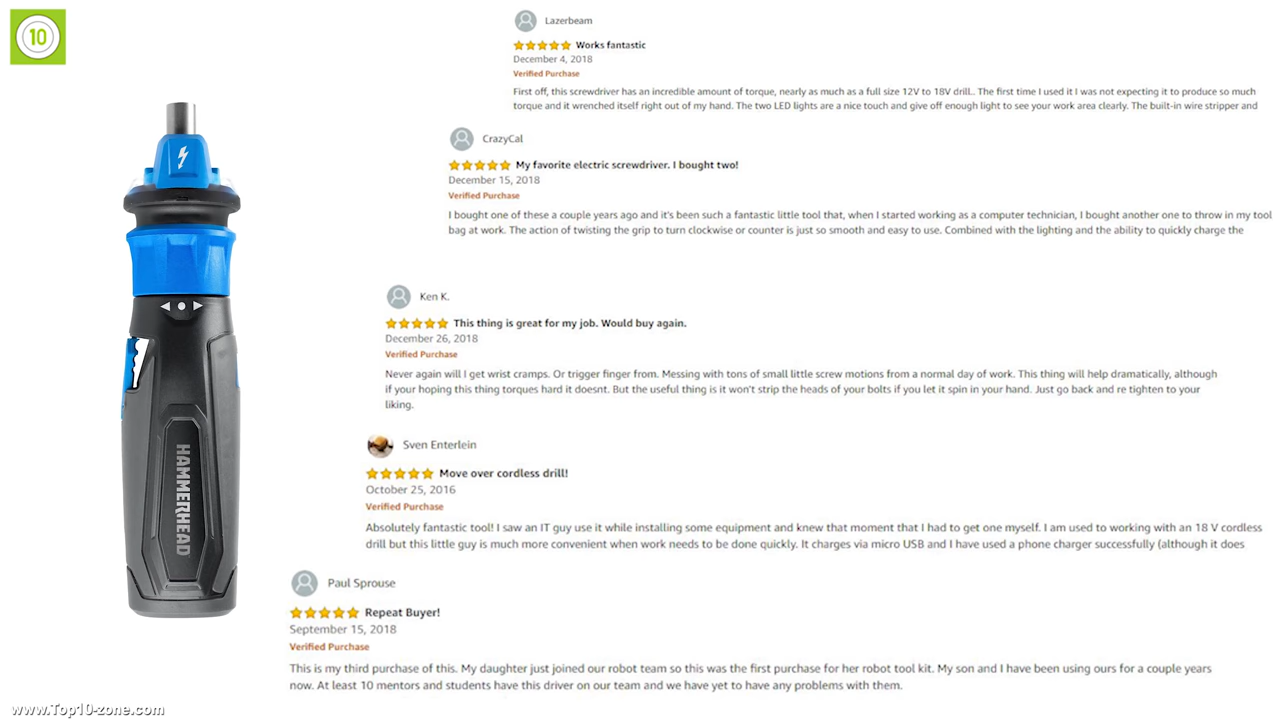 10
Lazerbeam
Works fantastic
December 4, 2018
Verified Purchase
First off, this screwdriver has an incredible amount of torque, nearly as much as a full size 12V to 18V drill.. The first time I used it I was not expecting it to produce so much
torque and it wrenched itself right out of my hand. The two LED lights are a nice touch and give off enough light to see your work area clearly. The built-in wire stripper and
CrazyCal
My favorite electric screwdriver. I bought two!
December 15, 2018
Verified Purchase
I bought one of these a couple years ago and it's been such a fantastic little tool that, when I started working as a computer technician, I bought another one to throw in my tool
bag at work. The action of twisting the grip to turn clockwise or counter is just so smooth and easy to use. Combined with the lighting and the ability to quickly charge the
Ken K.
This thing is great for my job. Would buy again.
December 26, 2018
Verified Purchase
Never again will I get wrist cramps. Or trigger finger from. Messing with tons of small little screw motions from a normal day of work. This thing will help dramatically, although
if your hoping this thing torques hard it doesnt. But the useful thing is it won't strip the heads of your bolts if you let it spin in your hand. Just go back and re tighten to your
liking.
HAMMERHEAD
Sven Enterlein
Move over cordless drill!
October 25, 2016
Verified Purchase
Absolutely fantastic tool! I saw an IT guy use it while installing some equipment and knew that moment that I had to get one myself. I am used to working with an 18 V cordless
drill but this little guy is much more convenient when work needs to be done quickly. It charges via micro USB and I have used a phone charger successfully (although it does
Paul Sprouse
Repeat Buyer!
September 15, 2018
Verified Purchase
This is my third purchase of this. My daughter just joined our robot team so this was the first purchase for her robot tool kit. My son and I have been using ours for a couple years
now. At least 10 mentors and students have this driver on our team and we have yet to have any problems with them.
www.Top10-zone.com